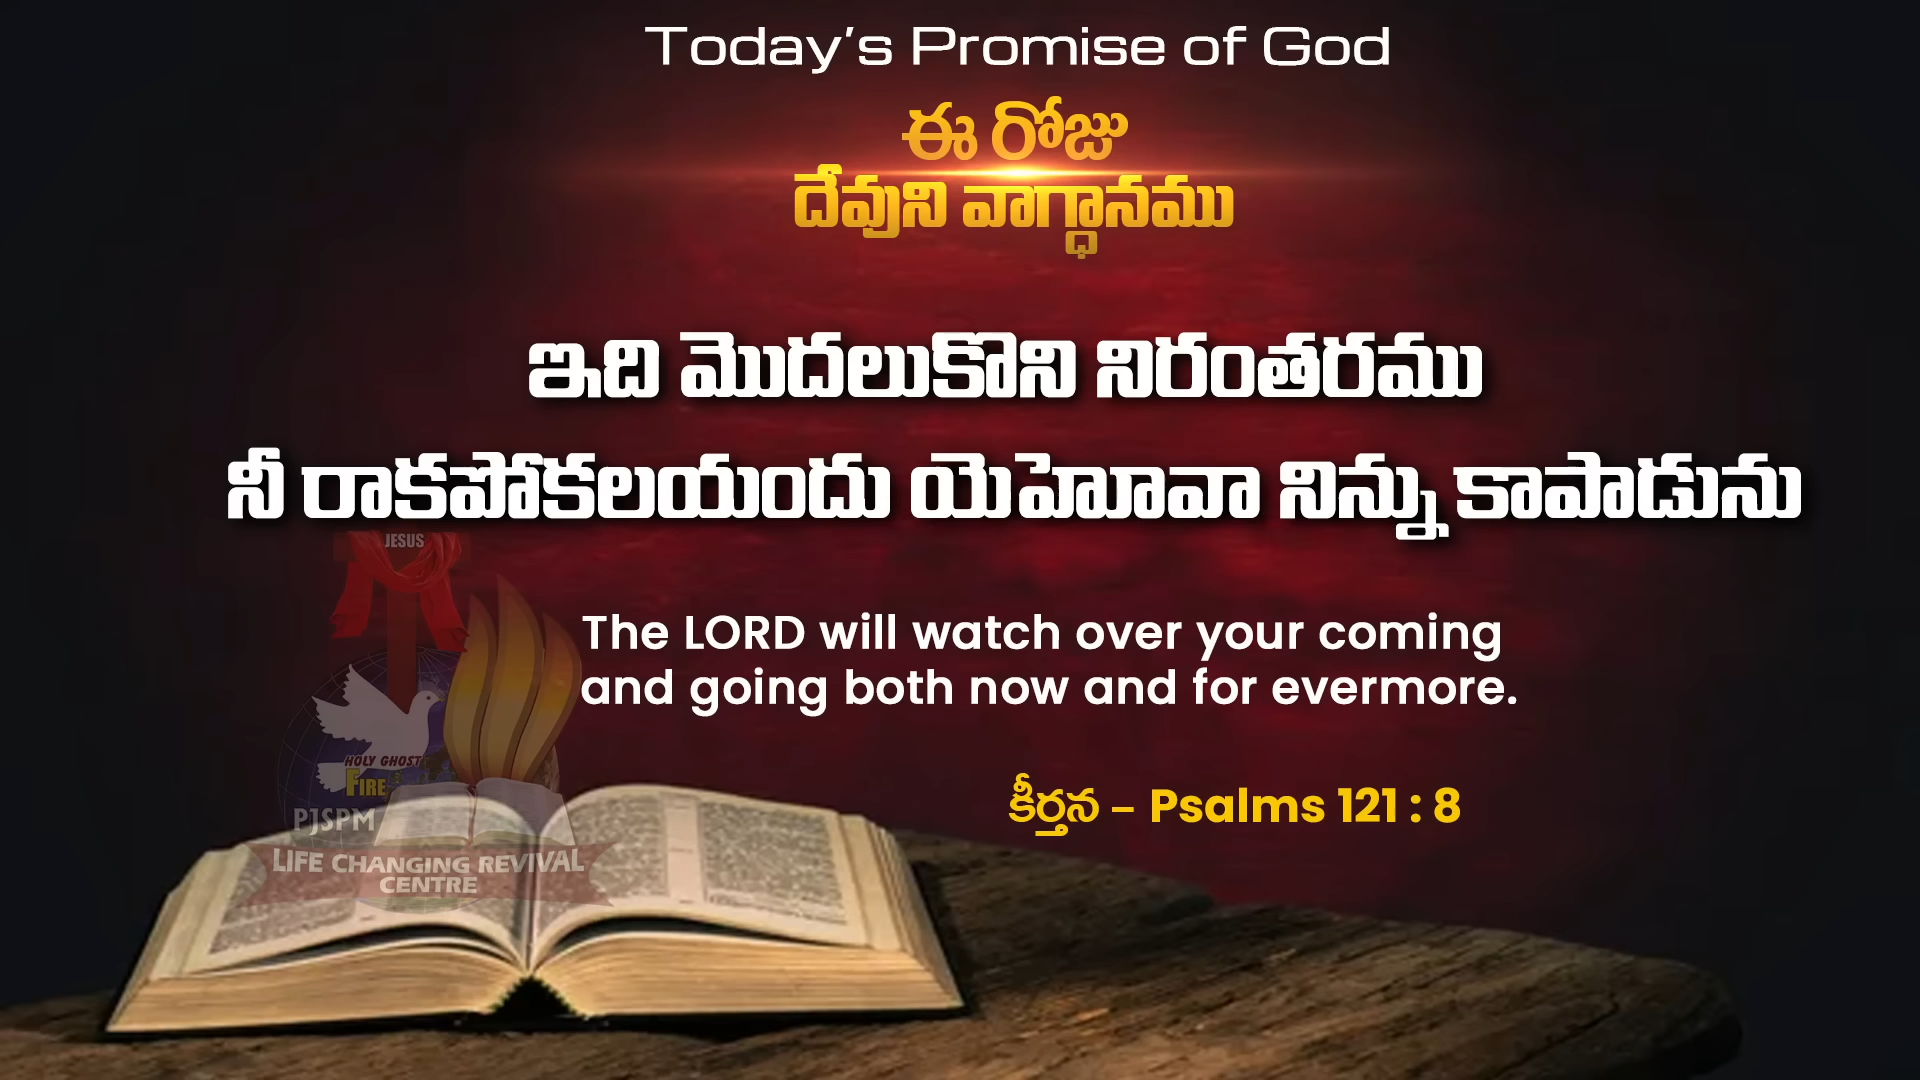 Today's Promise of God
ఈ రోజు
దేవుని వాగ్ధానము
ఇది మొదలుకొని నిరంతరము
నీ రాకపోకలయందు యెహోవా నిన్ను కాపాడును
The LORD will watch over your coming
and going both now and for evermore.
కీర్తన – Psalms 121 : 8
JESUS
HOLY GHOST
FIRE
PJSPM
LIFE CHANGING REVIVAL
CENTRE